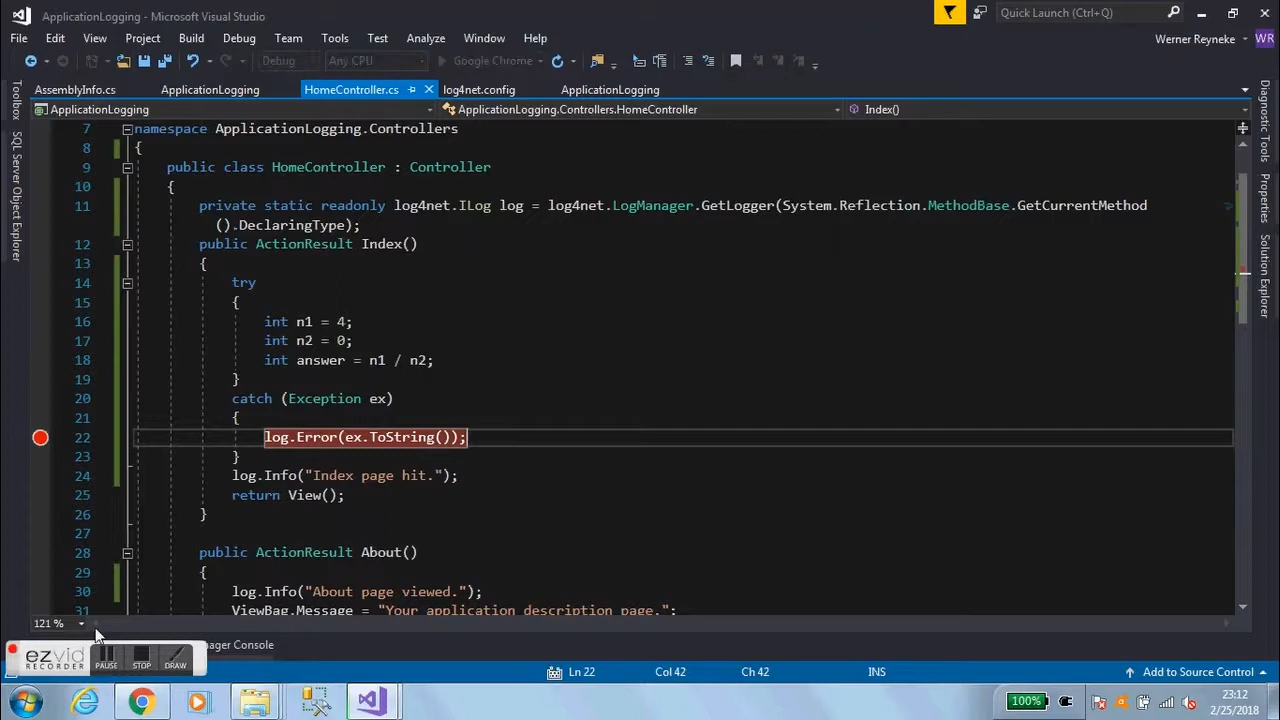 ApplicationLogging - Microsoft Visual Studio
Quick Launch (Ctrl+Q)
File Edit View Project Build Debug Team Tools Test Analyze Window Help
Werner Reyneke WR
Debug Any CPU Google Chrome
AssemblyInfo.cs ApplicationLogging HomeController.cs log4net.config ApplicationLogging
ApplicationLogging ApplicationLogging.Controllers.HomeController Index()
Toolbox
SQL Server Object Explorer
7 namespace ApplicationLogging.Controllers
8 {
9 public class HomeController : Controller
10 {
11 private static readonly log4net.ILog log = log4net.LogManager.GetLogger(System.Reflection.MethodBase.GetCurrentMethod
().DeclaringType);
12 public ActionResult Index()
13 {
14 try
15 {
16 int n1 = 4;
17 int n2 = 0;
18 int answer = n1 / n2;
19 }
20 catch (Exception ex)
21 {
22 log.Error(ex.ToString());
23 }
24 log.Info("Index page hit.");
25 return View();
26 }
27
28 public ActionResult About()
29 {
30 log.Info("About page viewed.");
31 ViewBag.Message = "Your application description page.";
Diagnostic Tools
Properties
Solution Explorer
121 %
ager Console
ezvid
RECORDER
PAUSE STOP DRAW
Ln 22 Col 42 Ch 42 INS Add to Source Control
100%
23:12
2/25/2018